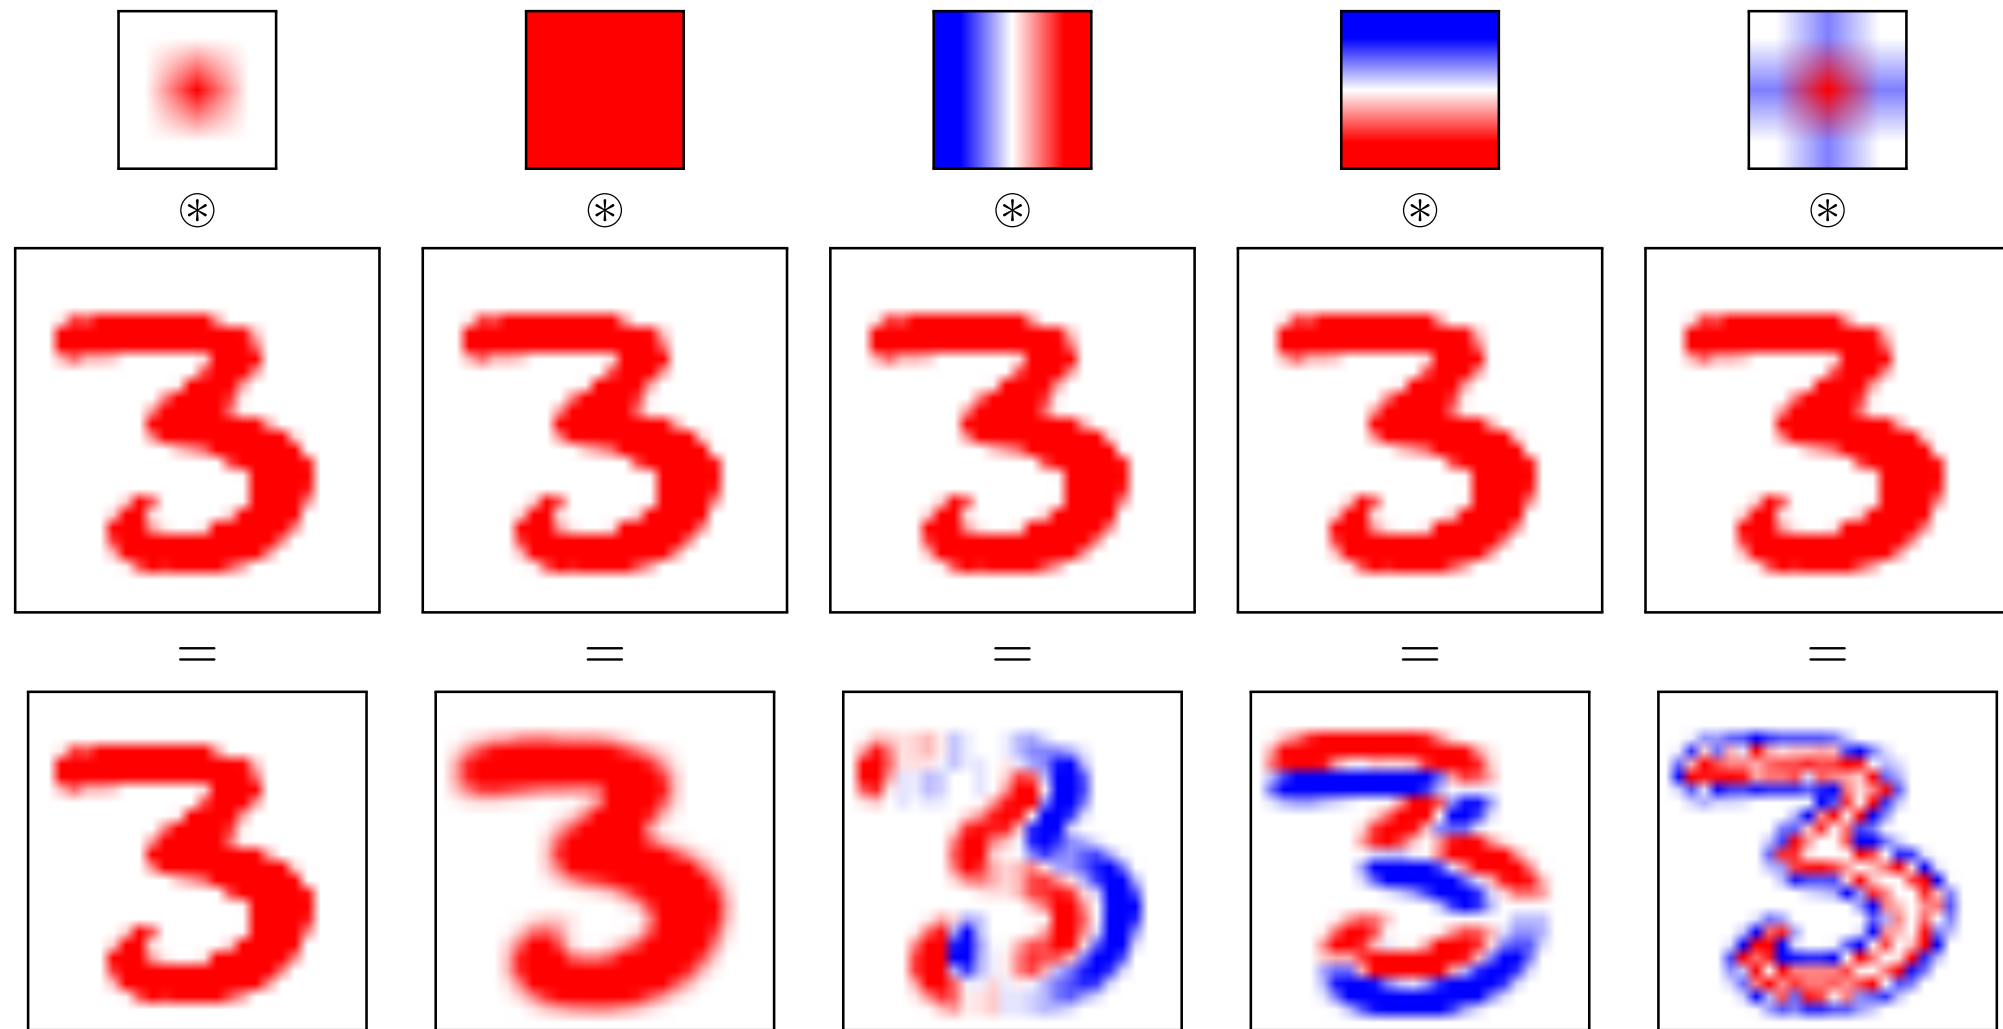 ⊛ ⊛ ⊛ ⊛ ⊛
3 3 3 3 3
= = = = =
3 3 3 3 3